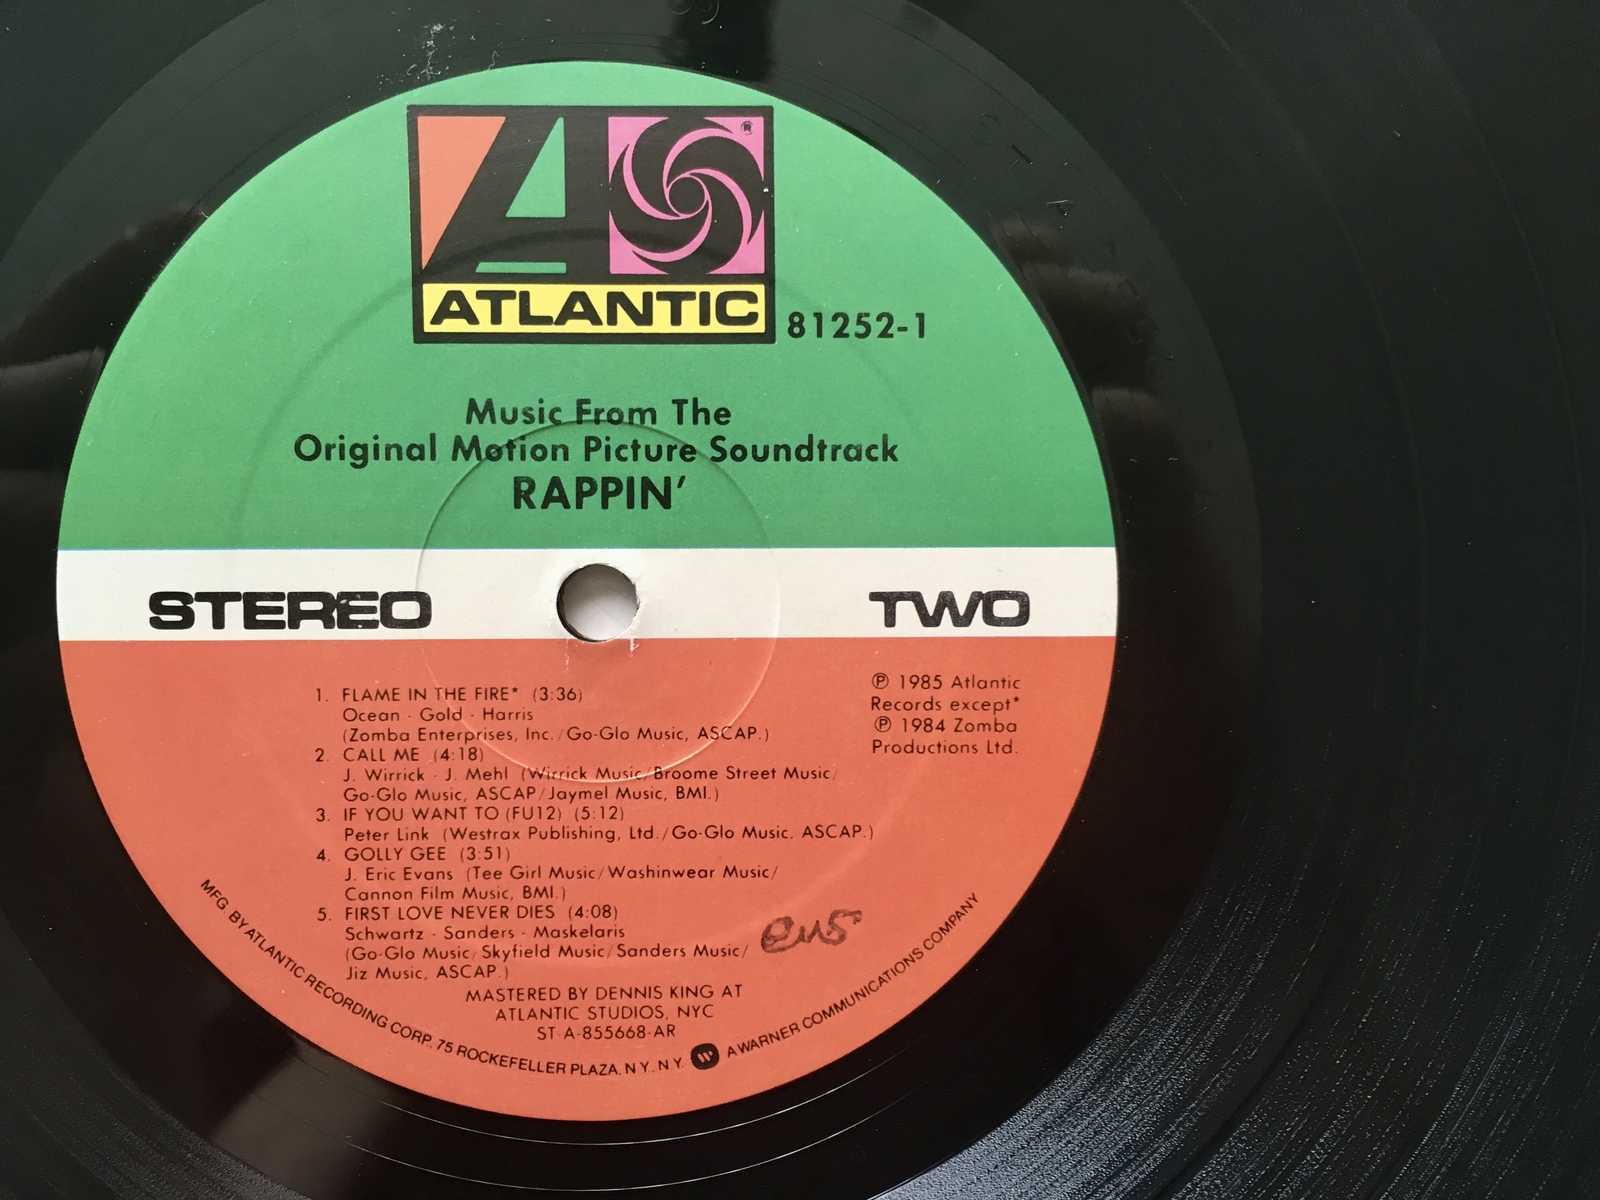 ATLANTIC
®
81252-1
Music From The
Original Motion Picture Soundtrack
RAPPIN'
STEREO
TWO
1. FLAME IN THE FIRE* (3:36)
Ocean - Gold - Harris
(Zomba Enterprises, Inc./Go-Glo Music, ASCAP.)
2. CALL ME (4:18)
J. Wirrick - J. Mehl (Wirrick Music/Broome Street Music/
Go-Glo Music, ASCAP/Jaymel Music, BMI.)
3. IF YOU WANT TO (FU12) (5:12)
Peter Link (Westrax Publishing, Ltd./Go-Glo Music. ASCAP.)
4. GOLLY GEE (3:51)
J. Eric Evans (Tee Girl Music/Washinwear Music/
Cannon Film Music, BMI.)
5. FIRST LOVE NEVER DIES (4:08)
Schwartz - Sanders - Maskelaris
(Go-Glo Music/Skyfield Music/Sanders Music/
Jiz Music, ASCAP.)
℗ 1985 Atlantic
Records except*
℗ 1984 Zomba
Productions Ltd.
MASTERED BY DENNIS KING AT
ATLANTIC STUDIOS, NYC
ST-A-855668-AR
MFG. BY ATLANTIC RECORDING CORP., 75 ROCKEFELLER PLAZA, N.Y., N.Y. A WARNER COMMUNICATIONS COMPANY